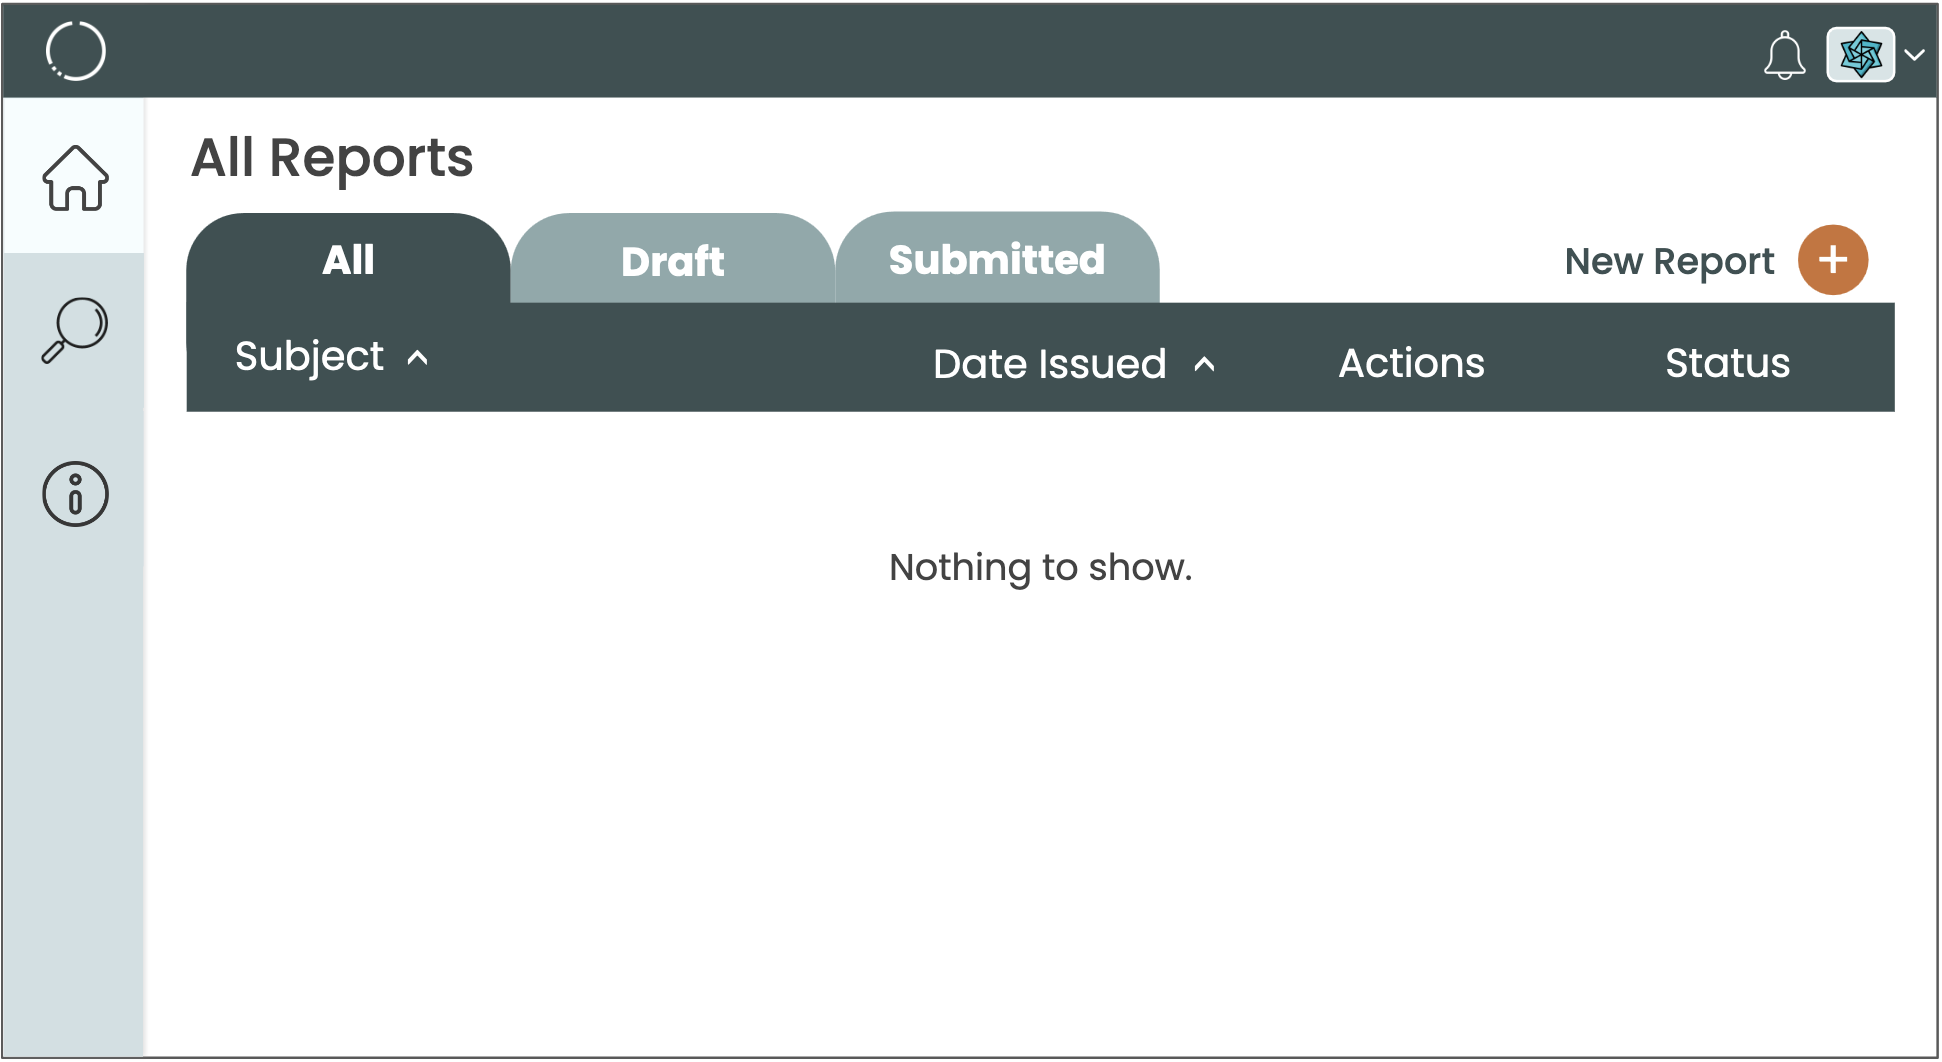 All Reports
All
Draft
Submitted
New Report
Subject
Date Issued
Actions
Status
Nothing to show.